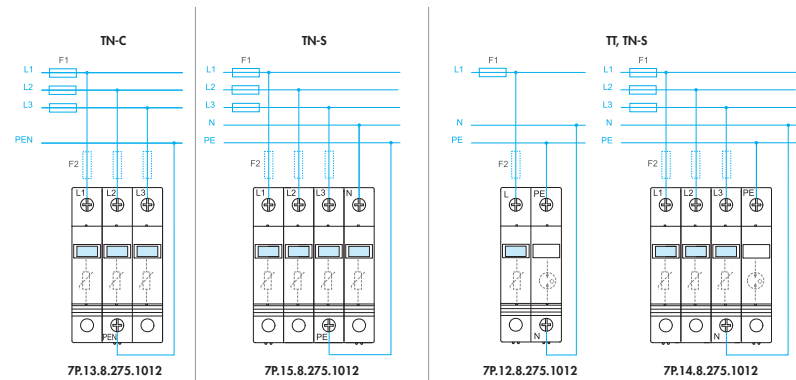 TN-C
F1
L1
L2
L3
PEN
F2
L1 L2 L3
PEN
7P.13.8.275.1012
TN-S
F1
L1
L2
L3
N
PE
F2
L1 L2 L3 N
PE
7P.15.8.275.1012
TT, TN-S
F1
L1
N
PE
F2
L PE
N
7P.12.8.275.1012
F1
L1
L2
L3
N
PE
F2
L1 L2 L3 PE
N
7P.14.8.275.1012